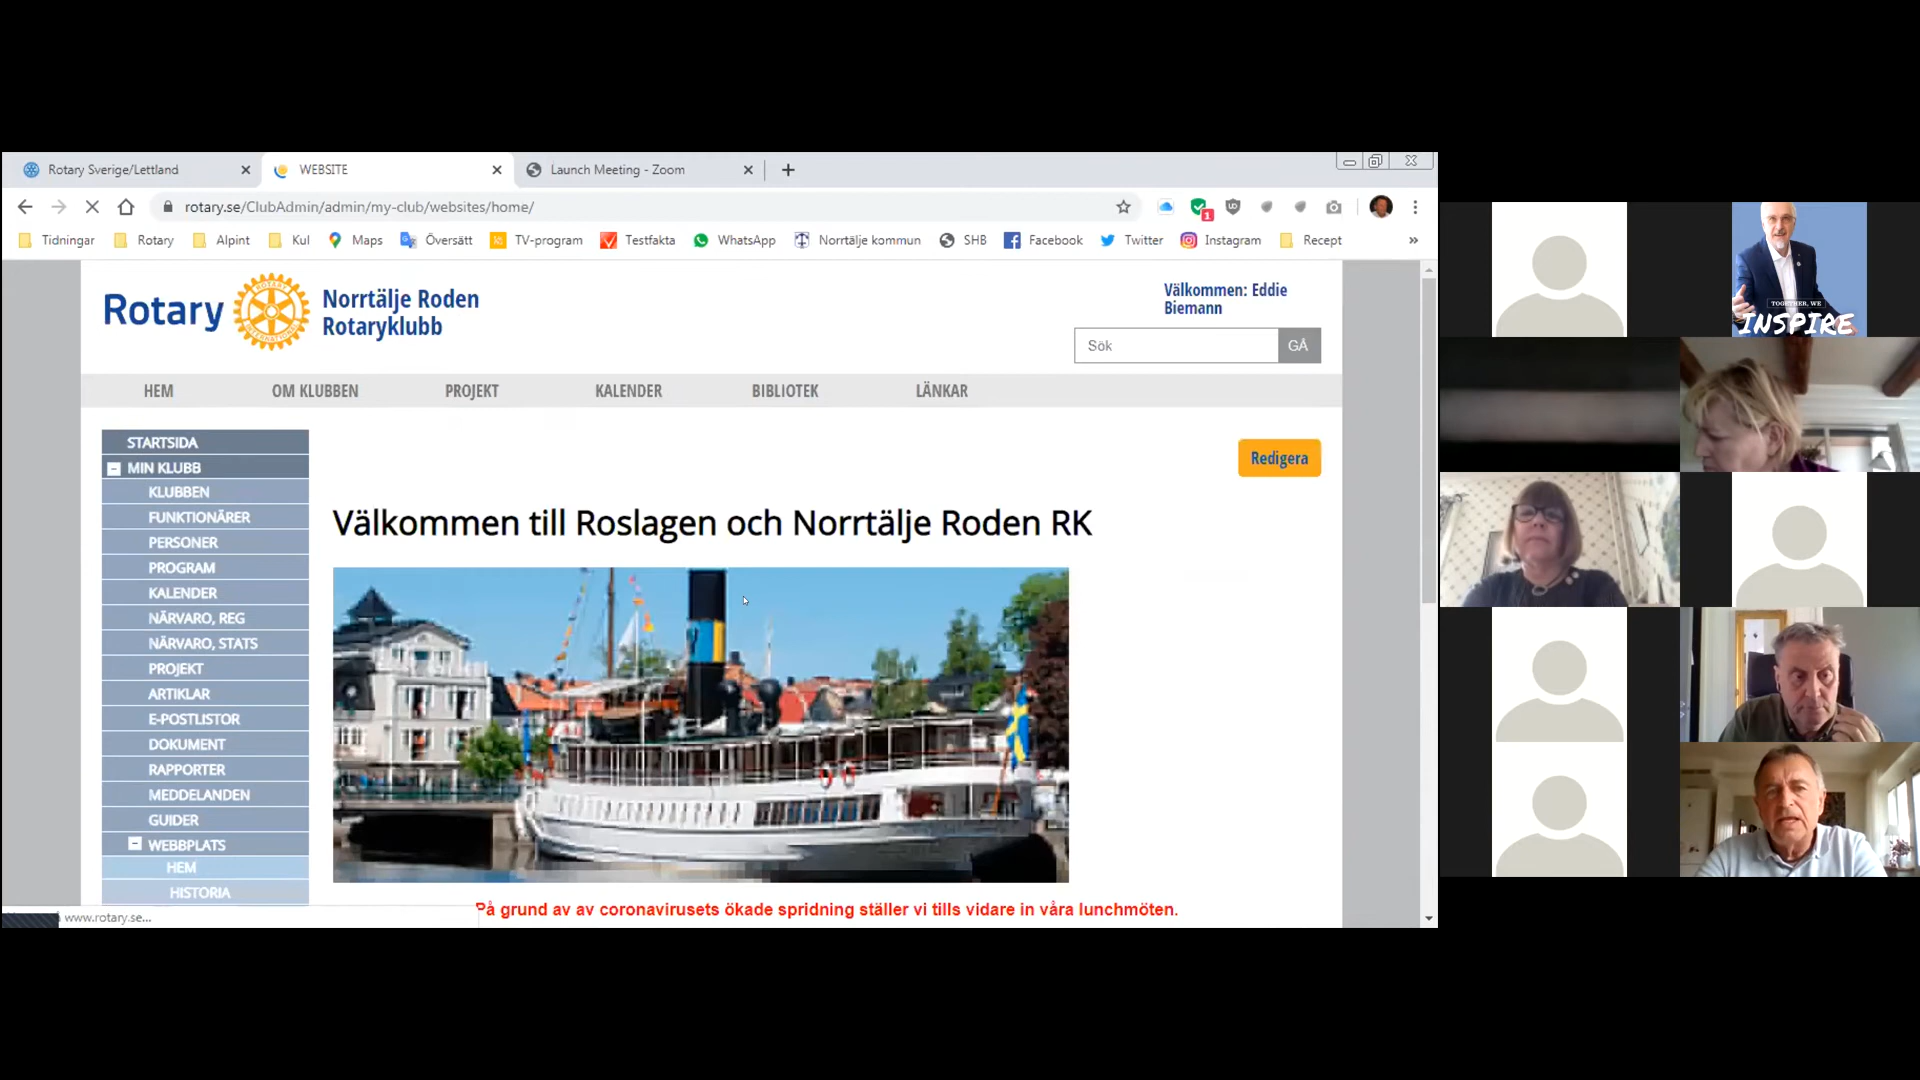 Rotary Sverige/Lettland
WEBSITE
Launch Meeting - Zoom
rotary.se/ClubAdmin/admin/my-club/websites/home/
1
Tidningar
Rotary
Alpint
Kul
Maps
Översätt
TV-program
Testfakta
WhatsApp
Norrtälje kommun
SHB
Facebook
Twitter
Instagram
Recept
Rotary
ROTARY
INTERNATIONAL
Norrtälje Roden
Rotaryklubb
Välkommen: Eddie
Biemann
Sök
GÅ
HEM
OM KLUBBEN
PROJEKT
KALENDER
BIBLIOTEK
LÄNKAR
STARTSIDA
MIN KLUBB
KLUBBEN
FUNKTIONÄRER
PERSONER
PROGRAM
KALENDER
NÄRVARO, REG
NÄRVARO, STATS
PROJEKT
ARTIKLAR
E-POSTLISTOR
DOKUMENT
RAPPORTER
MEDDELANDEN
GUIDER
WEBBPLATS
HEM
HISTORIA
Redigera
Välkommen till Roslagen och Norrtälje Roden RK
På grund av av coronavirusets ökade spridning ställer vi tills vidare in våra lunchmöten.
www.rotary.se...
TOGETHER, WE
INSPIRE